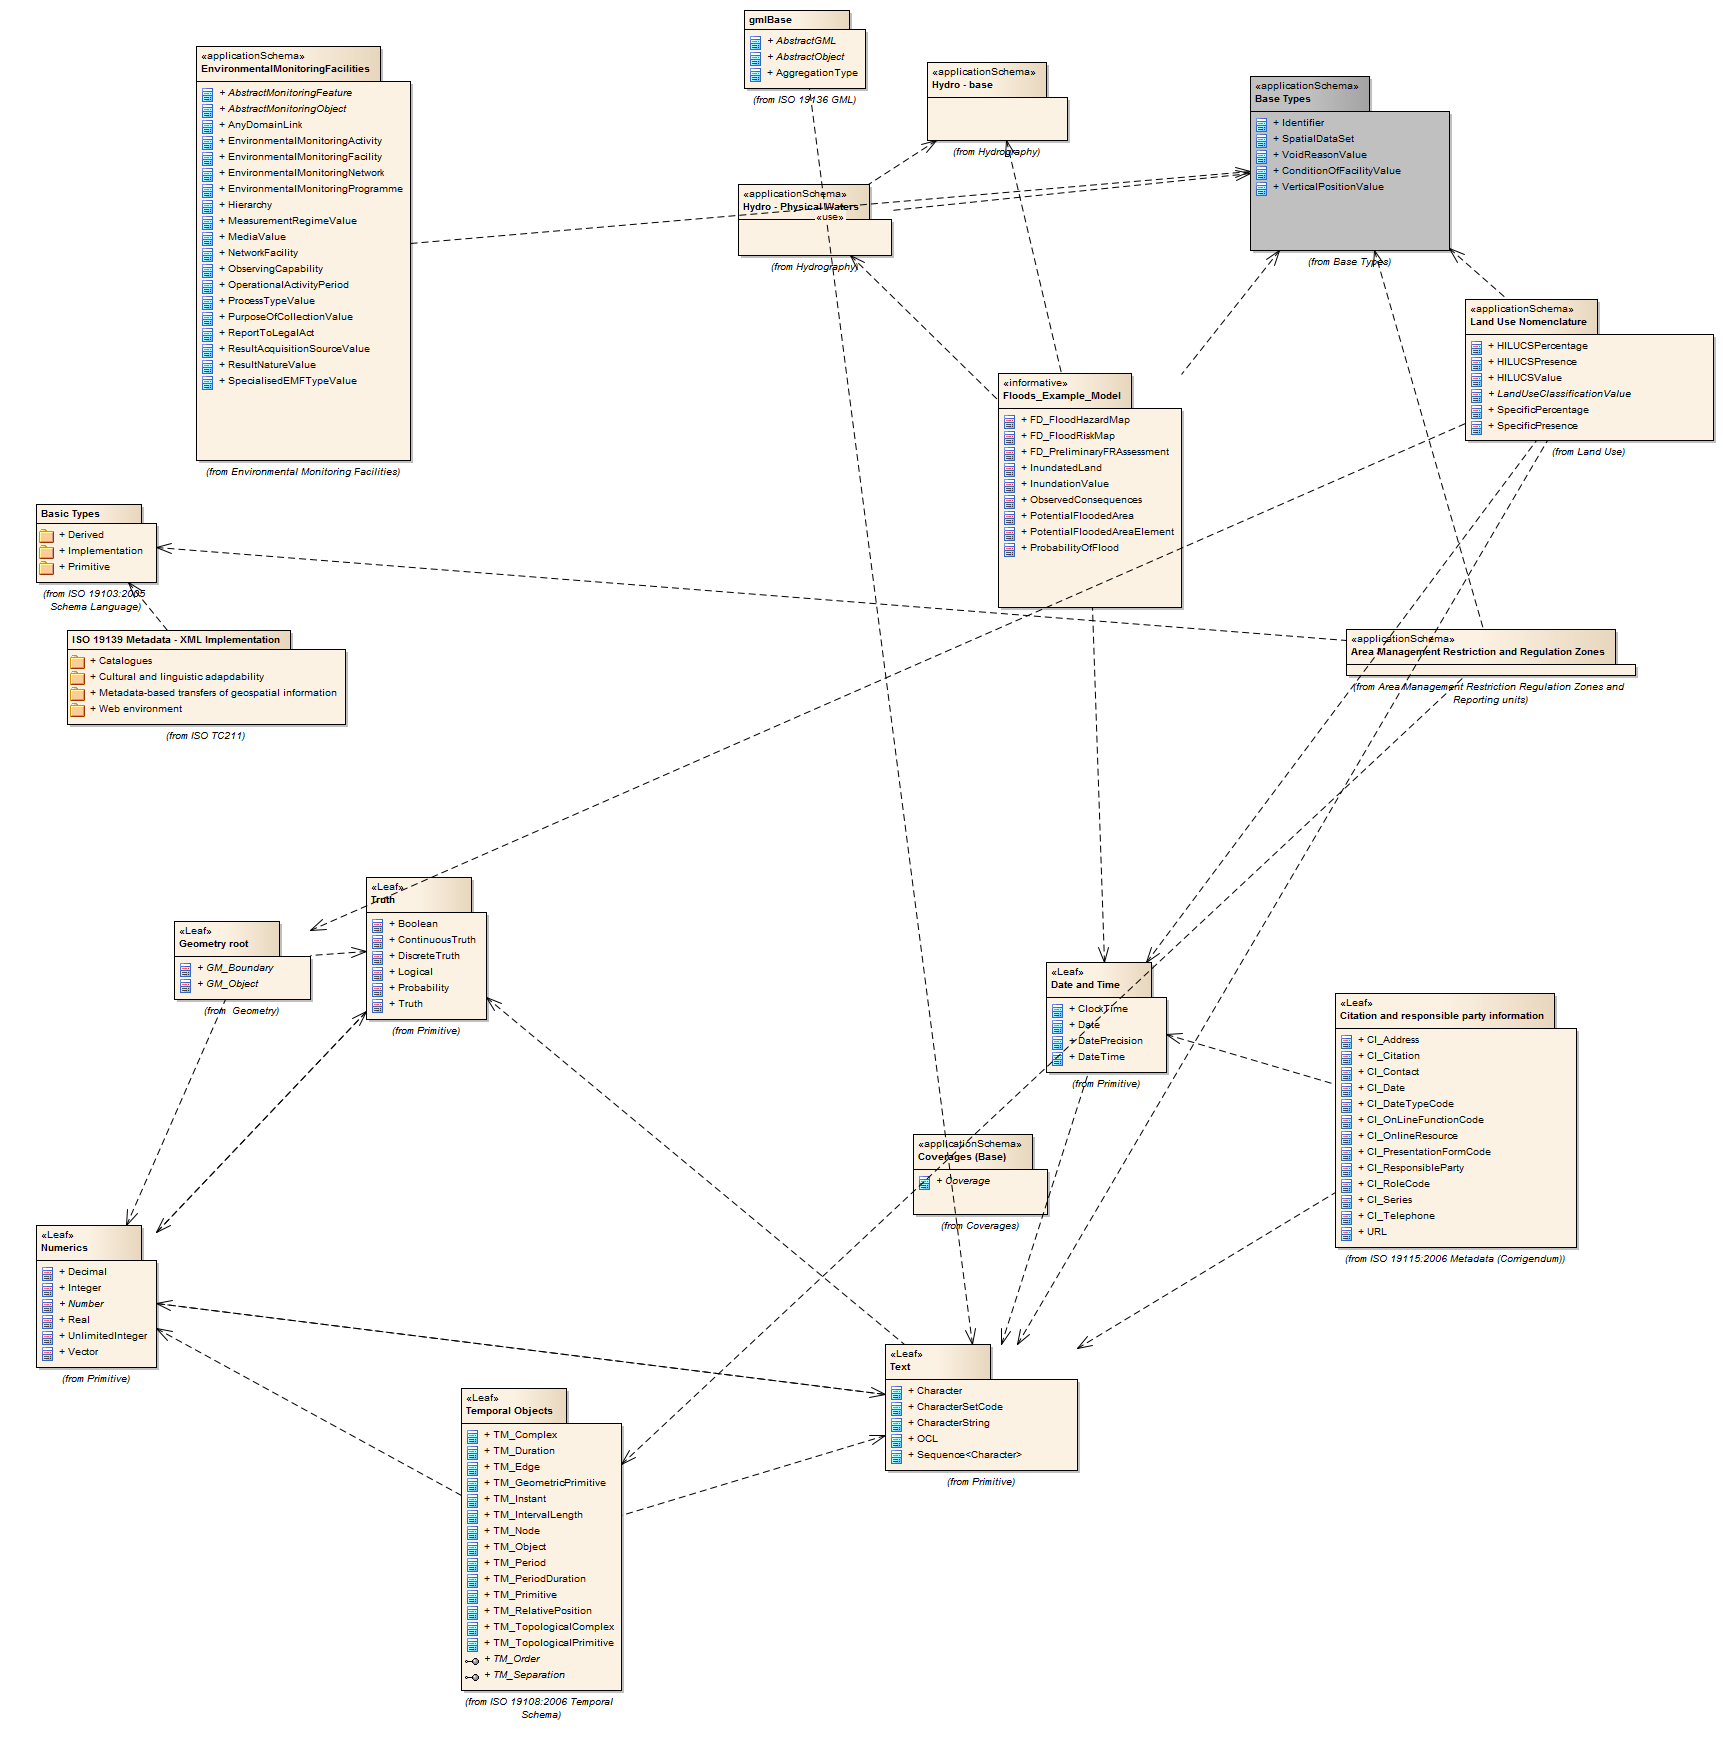 gmlBase
+ AbstractGML
+ AbstractObject
+ AggregationType
(from ISO 19136 GML)
«applicationSchema»
EnvironmentalMonitoringFacilities
+ AbstractMonitoringFeature
+ AbstractMonitoringObject
+ AnyDomainLink
+ EnvironmentalMonitoringActivity
+ EnvironmentalMonitoringFacility
+ EnvironmentalMonitoringNetwork
+ EnvironmentalMonitoringProgramme
+ Hierarchy
+ MeasurementRegimeValue
+ MediaValue
+ NetworkFacility
+ ObservingCapability
+ OperationalActivityPeriod
+ ProcessTypeValue
+ PurposeOfCollectionValue
+ ReportToLegalAct
+ ResultAcquisitionSourceValue
+ ResultNatureValue
+ SpecialisedEMFTypeValue
(from Environmental Monitoring Facilities)
«applicationSchema»
Hydro - base
(from Hydrography)
«applicationSchema»
Base Types
+ Identifier
+ SpatialDataSet
+ VoidReasonValue
+ ConditionOfFacilityValue
+ VerticalPositionValue
(from Base Types)
«applicationSchema»
Hydro - Physical Waters
«use»
(from Hydrography)
«applicationSchema»
Land Use Nomenclature
+ HILUCSPercentage
+ HILUCSPresence
+ HILUCSValue
+ LandUseClassificationValue
+ SpecificPercentage
+ SpecificPresence
(from Land Use)
«informative»
Floods_Example_Model
+ FD_FloodHazardMap
+ FD_FloodRiskMap
+ FD_PreliminaryFRAssessment
+ InundatedLand
+ InundationValue
+ ObservedConsequences
+ PotentialFloodedArea
+ PotentialFloodedAreaElement
+ ProbabilityOfFlood
Basic Types
+ Derived
+ Implementation
+ Primitive
(from ISO 19103:2005
Schema Language)
ISO 19139 Metadata - XML Implementation
+ Catalogues
+ Cultural and linguistic adapdability
+ Metadata-based transfers of geospatial information
+ Web environment
(from ISO TC211)
«applicationSchema»
Area Management Restriction and Regulation Zones
(from Area Management Restriction Regulation Zones and
Reporting units)
«Leaf»
Truth
+ Boolean
+ ContinuousTruth
+ DiscreteTruth
+ Logical
+ Probability
+ Truth
(from Primitive)
«Leaf»
Geometry root
+ GM_Boundary
+ GM_Object
(from  Geometry)
«Leaf»
Date and Time
+ ClockTime
+ Date
+ DatePrecision
+ DateTime
(from Primitive)
«Leaf»
Citation and responsible party information
+ CI_Address
+ CI_Citation
+ CI_Contact
+ CI_Date
+ CI_DateTypeCode
+ CI_OnLineFunctionCode
+ CI_OnlineResource
+ CI_PresentationFormCode
+ CI_ResponsibleParty
+ CI_RoleCode
+ CI_Series
+ CI_Telephone
+ URL
(from ISO 19115:2006 Metadata (Corrigendum))
«applicationSchema»
Coverages (Base)
+ Coverage
(from Coverages)
«Leaf»
Numerics
+ Decimal
+ Integer
+ Number
+ Real
+ UnlimitedInteger
+ Vector
(from Primitive)
«Leaf»
Text
+ Character
+ CharacterSetCode
+ CharacterString
+ OCL
+ Sequence<Character>
(from Primitive)
«Leaf»
Temporal Objects
+ TM_Complex
+ TM_Duration
+ TM_Edge
+ TM_GeometricPrimitive
+ TM_Instant
+ TM_IntervalLength
+ TM_Node
+ TM_Object
+ TM_Period
+ TM_PeriodDuration
+ TM_Primitive
+ TM_RelativePosition
+ TM_TopologicalComplex
+ TM_TopologicalPrimitive
+ TM_Order
+ TM_Separation
(from ISO 19108:2006 Temporal
Schema)